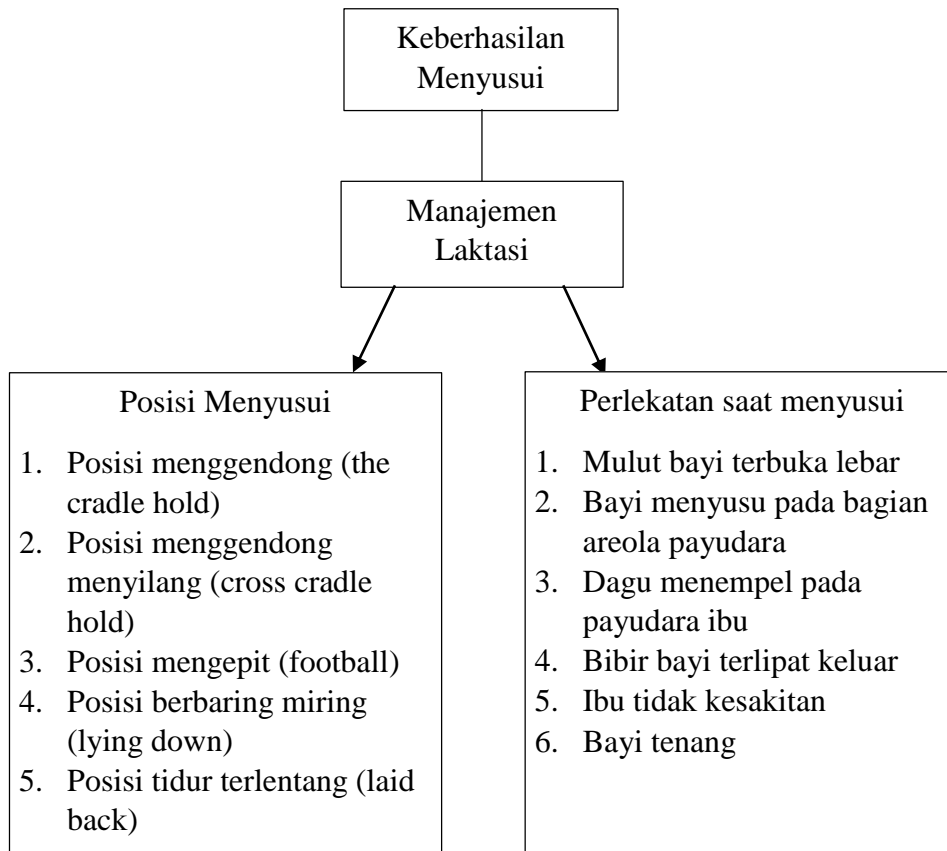 Keberhasilan
Menyusui
Manajemen
Laktasi
Posisi Menyusui
1. Posisi menggendong (the
cradle hold)
2. Posisi menggendong
menyilang (cross cradle
hold)
3. Posisi mengepit (football)
4. Posisi berbaring miring
(lying down)
5. Posisi tidur terlentang (laid
back)
Perlekatan saat menyusui
1. Mulut bayi terbuka lebar
2. Bayi menyusu pada bagian
areola payudara
3. Dagu menempel pada
payudara ibu
4. Bibir bayi terlipat keluar
5. Ibu tidak kesakitan
6. Bayi tenang